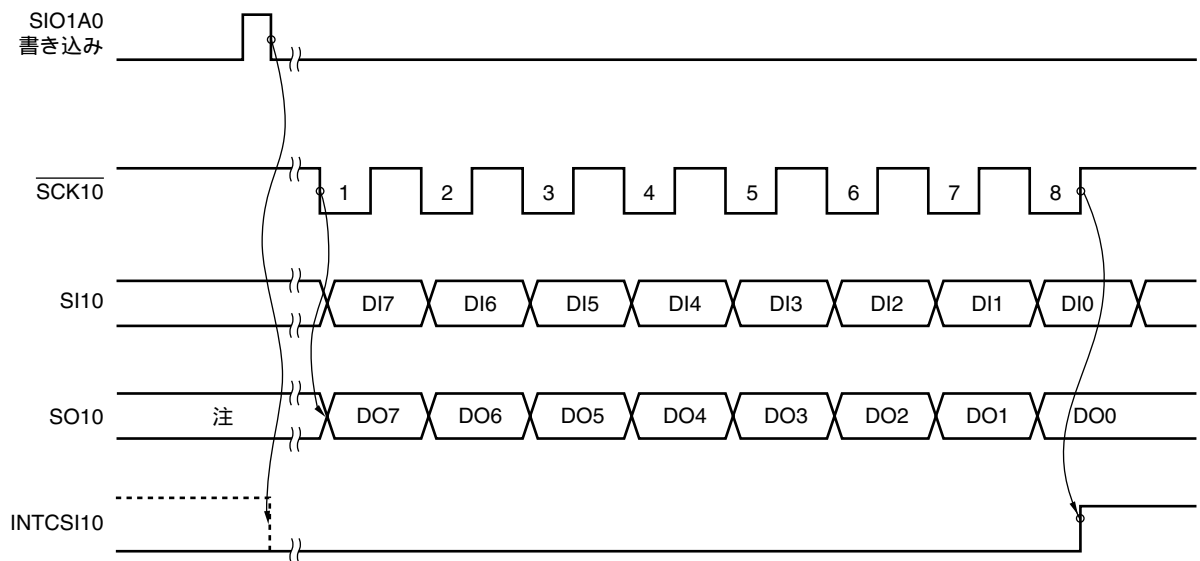 SIO1A0
書き込み
SCK10
1 2 3 4 5 6 7 8
SI10
DI7 DI6 DI5 DI4 DI3 DI2 DI1 DI0
SO10
注 DO7 DO6 DO5 DO4 DO3 DO2 DO1 DO0
INTCSI10